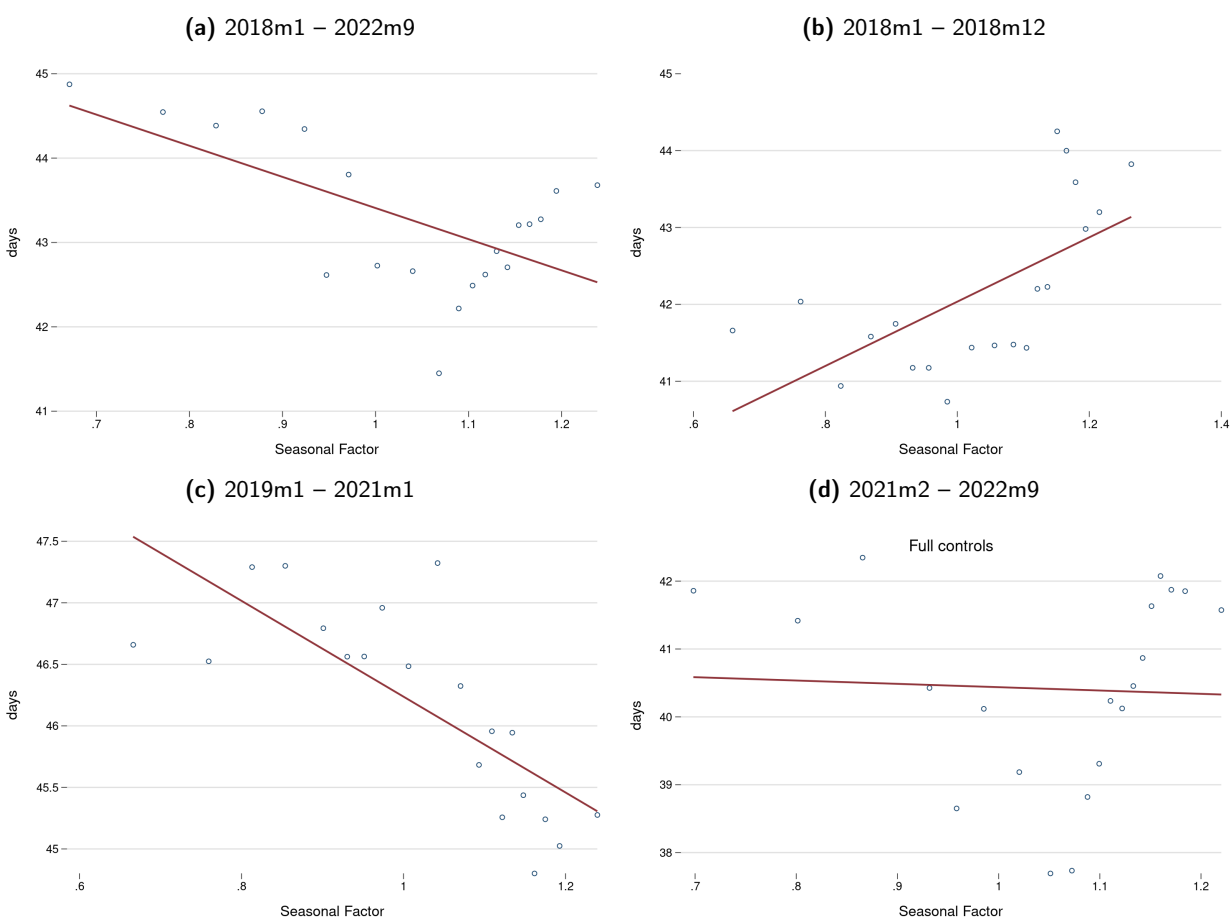 (a) 2018m1 – 2022m9
45
44
43
42
41
days
.7 .8 .9 1 1.1 1.2
Seasonal Factor
(b) 2018m1 – 2018m12
45
44
43
42
41
days
.6 .8 1 1.2 1.4
Seasonal Factor
(c) 2019m1 – 2021m1
47.5
47
46.5
46
45.5
45
days
.6 .8 1 1.2
Seasonal Factor
(d) 2021m2 – 2022m9
Full controls
42
41
40
39
38
days
.7 .8 .9 1 1.1 1.2
Seasonal Factor